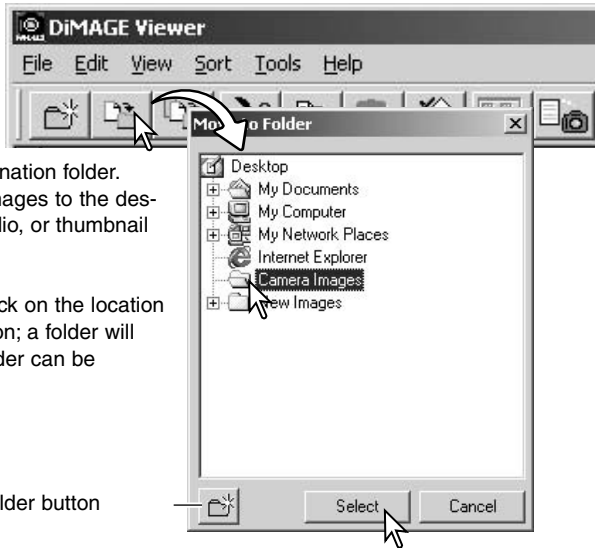 DiMAGE Viewer
File Edit View Sort Tools Help
Move to Folder
Desktop
My Documents
My Computer
My Network Places
Internet Explorer
Camera Images
New Images
nation folder.
ages to the des-
dio, or thumbnail
ck on the location
on; a folder will
der can be
lder button
Select
Cancel